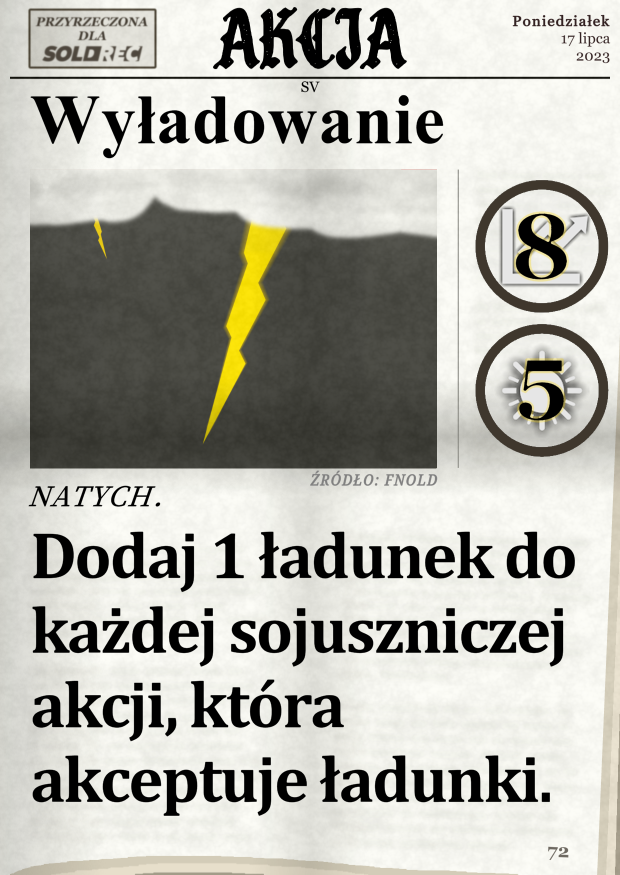 PRZYRZECZONA
DLA
SOLDREC
AKCJA
Poniedziałek
17 lipca
2023
SV
Wyładowanie
8
5
ŹRÓDŁO: FNOLD
NATYCH.
Dodaj 1 ładunek do
każdej sojuszniczej
akcji, która
akceptuje ładunki.
72